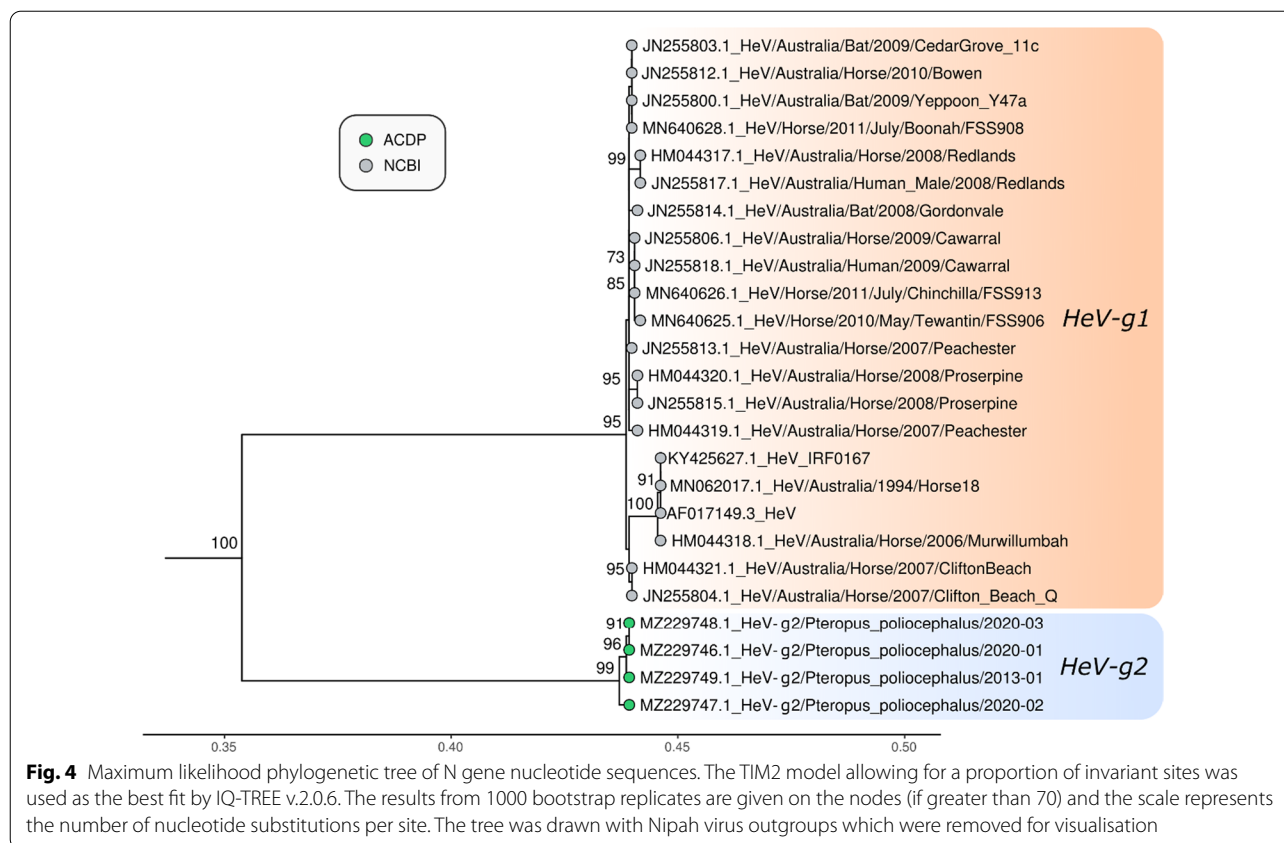 JN255803.1_HeV/Australia/Bat/2009/CedarGrove_11c
JN255812.1_HeV/Australia/Horse/2010/Bowen
JN255800.1_HeV/Australia/Bat/2009/Yeppoon_Y47a
MN640628.1_HeV/Horse/2011/July/Boonah/FSS908
ACDP
NCBI
99
HM044317.1_HeV/Australia/Horse/2008/Redlands
JN255817.1_HeV/Australia/Human_Male/2008/Redlands
JN255814.1_HeV/Australia/Bat/2008/Gordonvale
JN255806.1_HeV/Australia/Horse/2009/Cawarral
73
JN255818.1_HeV/Australia/Human/2009/Cawarral
85
MN640626.1_HeV/Horse/2011/July/Chinchilla/FSS913
MN640625.1_HeV/Horse/2010/May/Tewantin/FSS906
HeV-g1
JN255813.1_HeV/Australia/Horse/2007/Peachester
95
HM044320.1_HeV/Australia/Horse/2008/Proserpine
JN255815.1_HeV/Australia/Horse/2008/Proserpine
95
HM044319.1_HeV/Australia/Horse/2007/Peachester
KY425627.1_HeV_IRF0167
91
MN062017.1_HeV/Australia/1994/Horse18
100
AF017149.3_HeV
HM044318.1_HeV/Australia/Horse/2006/Murwillumbah
100
95
HM044321.1_HeV/Australia/Horse/2007/CliftonBeach
JN255804.1_HeV/Australia/Horse/2007/Clifton_Beach_Q
91
MZ229748.1_HeV-g2/Pteropus_poliocephalus/2020-03
96
MZ229746.1_HeV-g2/Pteropus_poliocephalus/2020-01
99
MZ229749.1_HeV-g2/Pteropus_poliocephalus/2013-01
HeV-g2
MZ229747.1_HeV-g2/Pteropus_poliocephalus/2020-02
0.35 0.40 0.45 0.50
Fig. 4 Maximum likelihood phylogenetic tree of N gene nucleotide sequences. The TIM2 model allowing for a proportion of invariant sites was
used as the best fit by IQ-TREE v.2.0.6. The results from 1000 bootstrap replicates are given on the nodes (if greater than 70) and the scale represents
the number of nucleotide substitutions per site. The tree was drawn with Nipah virus outgroups which were removed for visualisation